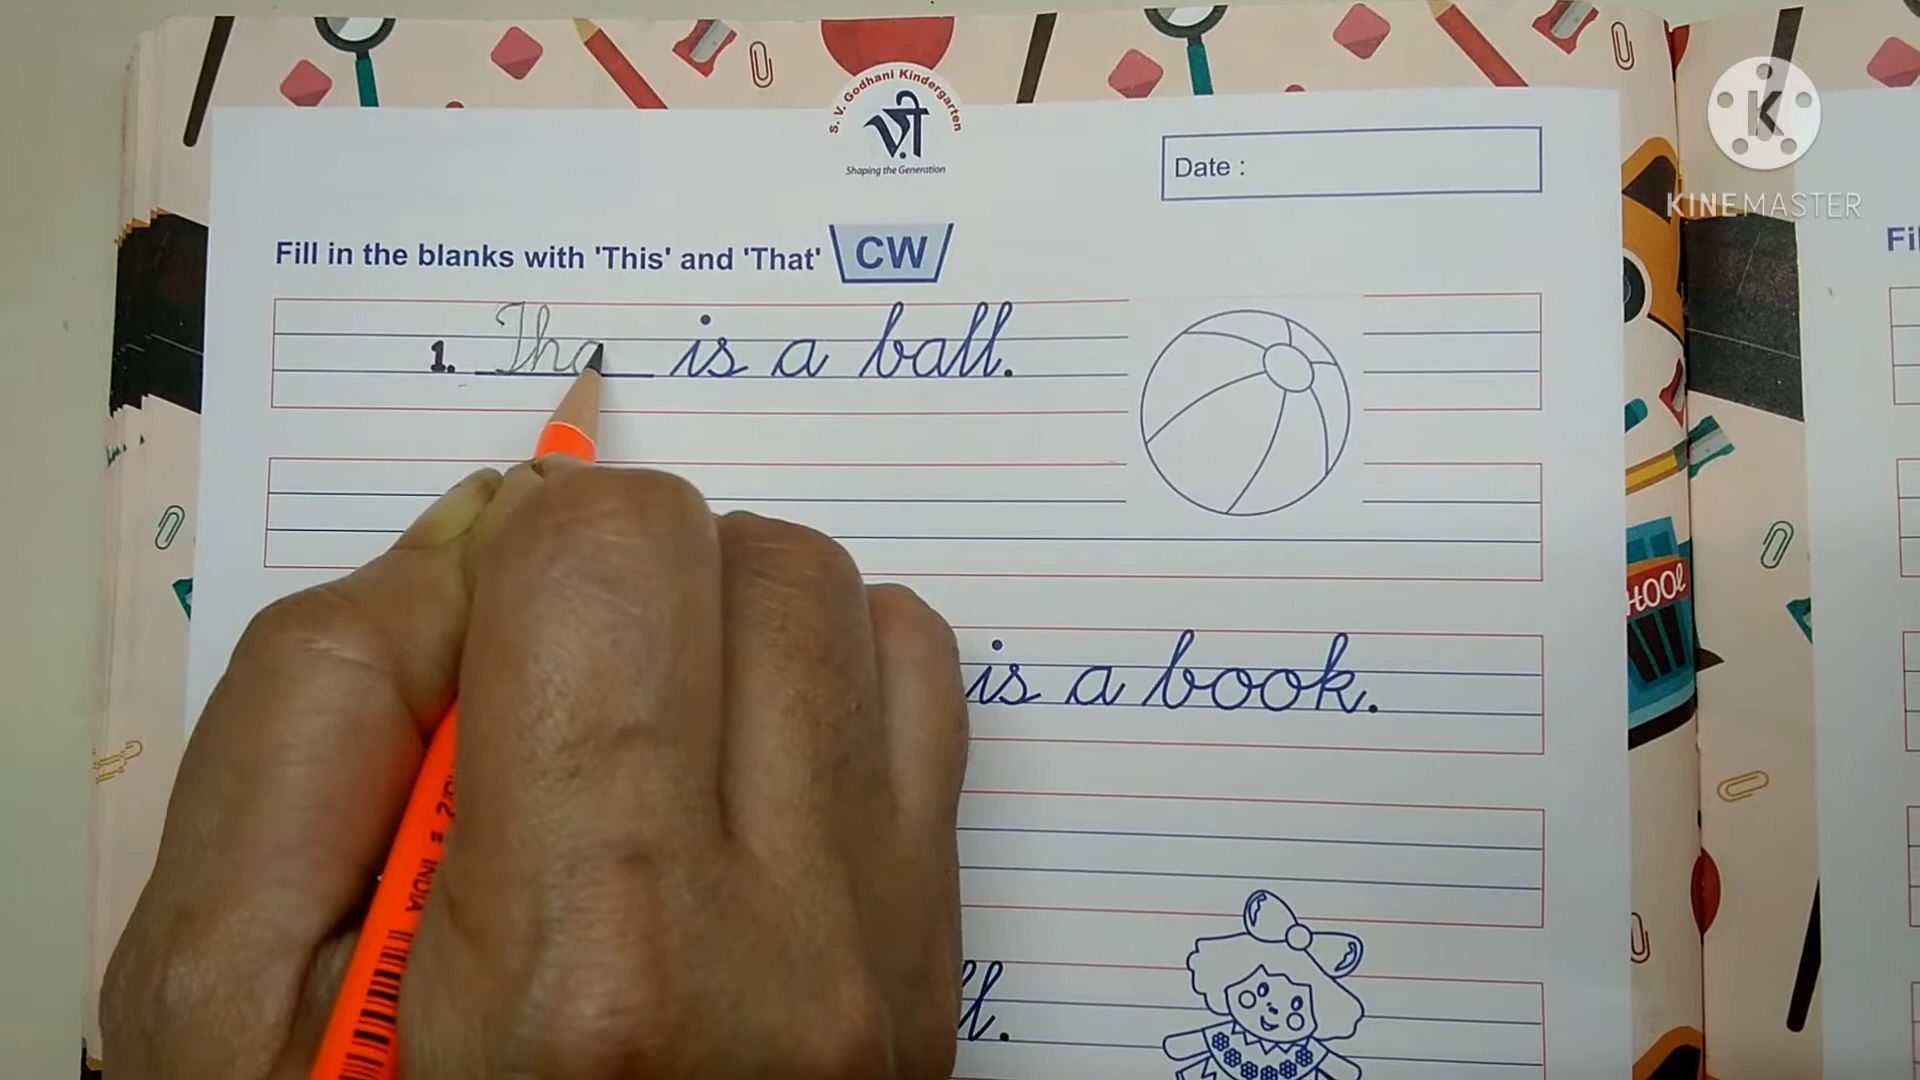 S. V. Godhani Kindergarten
Shaping the Generation
Date :
KINEMASTER
Fill in the blanks with 'This' and 'That' CW
1. Tha is a ball.
is a book.